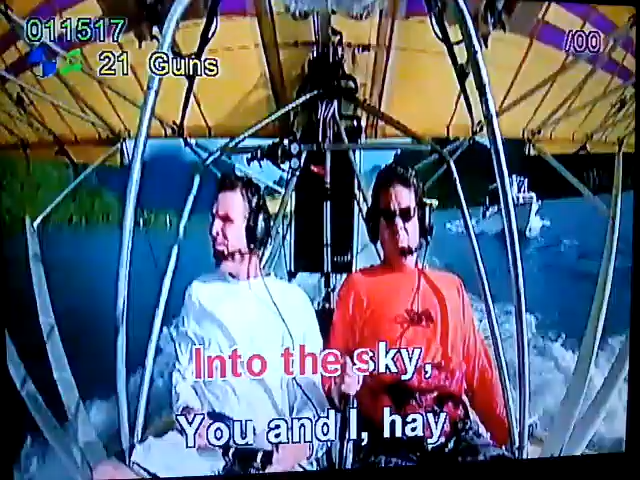 011517
/00
21 Guns
Into the sky,
You and I, hay